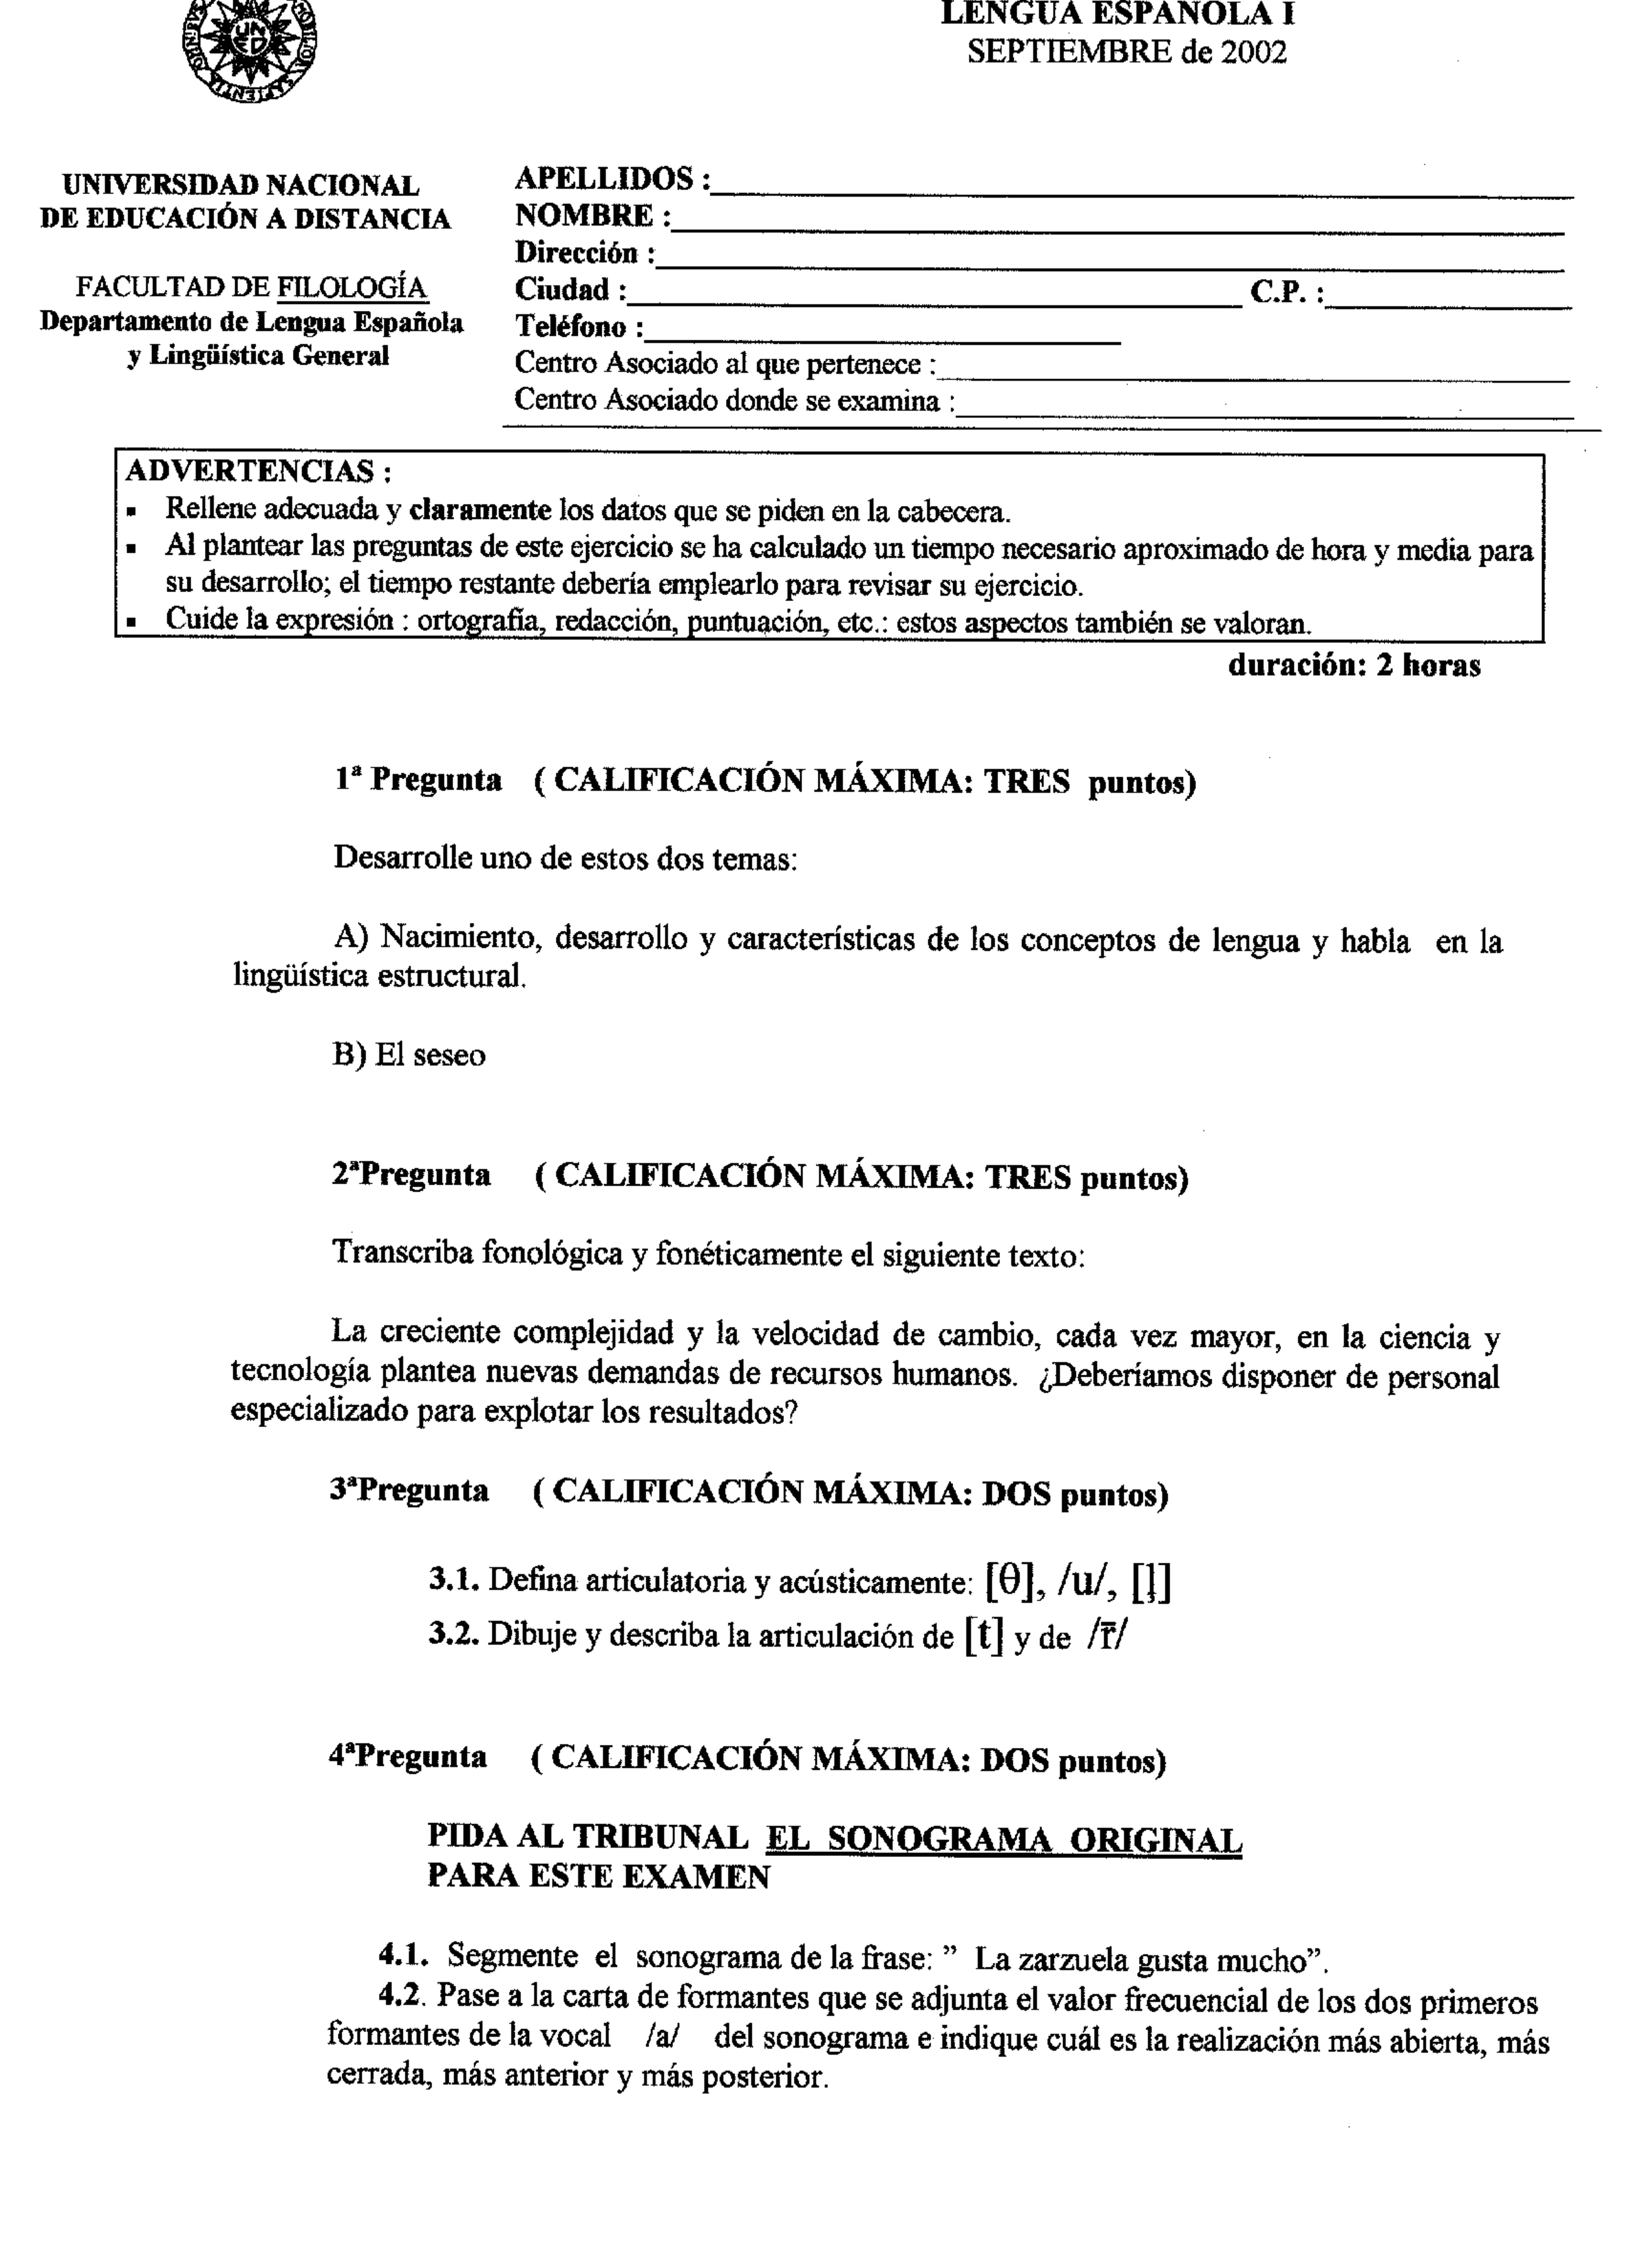 UN
ED
LENGUA ESPAÑOLA I
SEPTIEMBRE de 2002
UNIVERSIDAD NACIONAL
DE EDUCACIÓN A DISTANCIA
FACULTAD DE FILOLOGÍA
Departamento de Lengua Española
y Lingüística General
APELLIDOS :
NOMBRE :
Dirección :
Ciudad : C.P. :
Teléfono :
Centro Asociado al que pertenece :
Centro Asociado donde se examina :
ADVERTENCIAS :
▪ Rellene adecuada y claramente los datos que se piden en la cabecera.
▪ Al plantear las preguntas de este ejercicio se ha calculado un tiempo necesario aproximado de hora y media para
su desarrollo; el tiempo restante debería emplearlo para revisar su ejercicio.
▪ Cuide la expresión : ortografía, redacción, puntuación, etc.: estos aspectos también se valoran.
duración: 2 horas
1ª Pregunta ( CALIFICACIÓN MÁXIMA: TRES puntos)
Desarrolle uno de estos dos temas:
A) Nacimiento, desarrollo y características de los conceptos de lengua y habla en la
lingüística estructural.
B) El seseo
2ªPregunta ( CALIFICACIÓN MÁXIMA: TRES puntos)
Transcriba fonológica y fonéticamente el siguiente texto:
La creciente complejidad y la velocidad de cambio, cada vez mayor, en la ciencia y
tecnología plantea nuevas demandas de recursos humanos. ¿Deberíamos disponer de personal
especializado para explotar los resultados?
3ªPregunta ( CALIFICACIÓN MÁXIMA: DOS puntos)
3.1. Defina articulatoria y acústicamente: [θ], /u/, [l̦]
3.2. Dibuje y describa la articulación de [t] y de /r̄/
4ªPregunta ( CALIFICACIÓN MÁXIMA: DOS puntos)
PIDA AL TRIBUNAL EL SONOGRAMA ORIGINAL
PARA ESTE EXAMEN
4.1. Segmente el sonograma de la frase: ” La zarzuela gusta mucho”.
4.2. Pase a la carta de formantes que se adjunta el valor frecuencial de los dos primeros
formantes de la vocal /a/ del sonograma e indique cuál es la realización más abierta, más
cerrada, más anterior y más posterior.